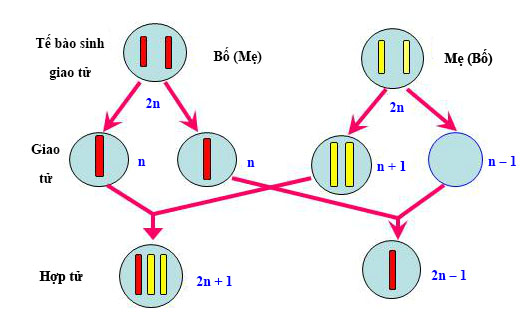 Tế bào sinh
giao tử
Bố (Mẹ)
Mẹ (Bố)
2n
2n
Giao
tử
n
n
n + 1
n – 1
Hợp tử
2n + 1
2n – 1